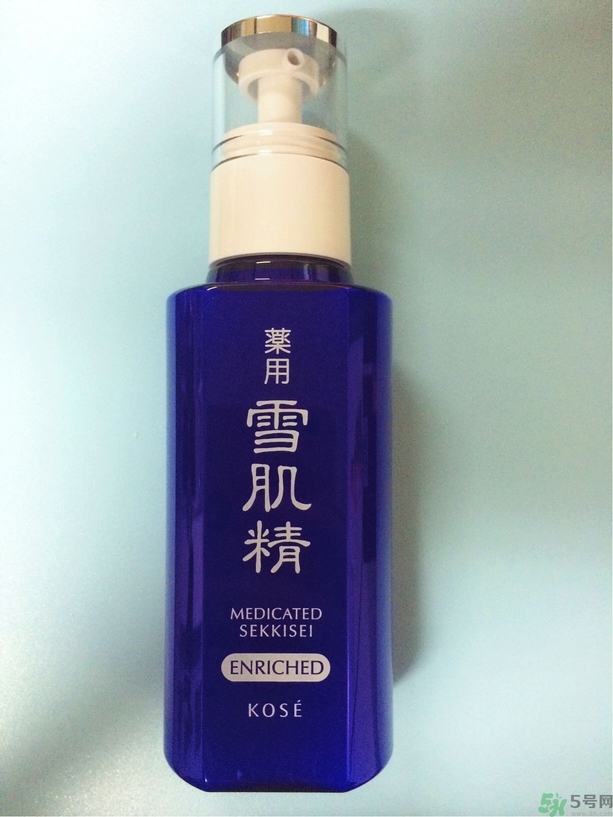 薬用
雪肌精
MEDICATED
SEKKISEI
ENRICHED
KOSÉ
5号网